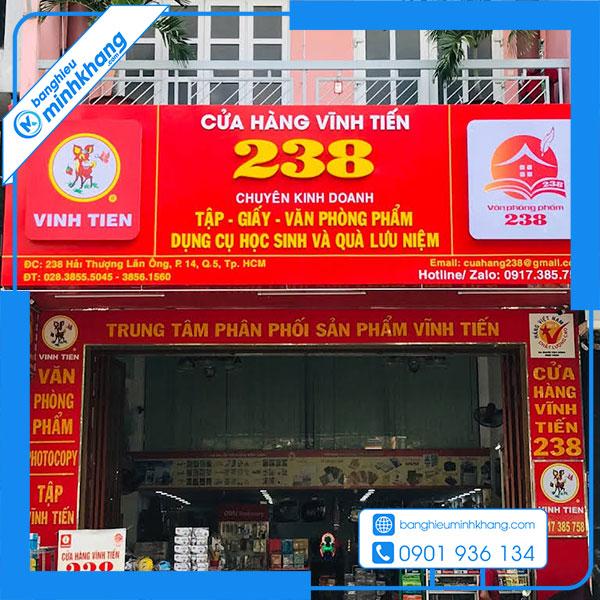 banghieu
minhkhang
.com
CỬA HÀNG VĨNH TIẾN
238
CHUYÊN KINH DOANH
TẬP - GIẤY - VĂN PHÒNG PHẨM
DỤNG CỤ HỌC SINH VÀ QUÀ LƯU NIỆM
VINH TIEN
238
Văn phòng phẩm
238
ĐC: 238 Hải Thượng Lãn Ông, P. 14, Q.5, Tp. HCM
ĐT: 028.3855.5045 - 3856.1560
Email: cuahang238@gmail.co
Hotline/ Zalo: 0917.385.75
TRUNG TÂM PHÂN PHỐI SẢN PHẨM VĨNH TIẾN
VINH TIEN
VĂN
PHÒNG
PHẨM
PHOTOCOPY
TẬP
VĨNH TIẾN
CỬA
HÀNG
VĨNH
TIẾN
238
VINH TIEN
917 385 758
CỬA HÀNG VĨNH TIẾN
238
banghieuminhkhang.com
0901 936 134